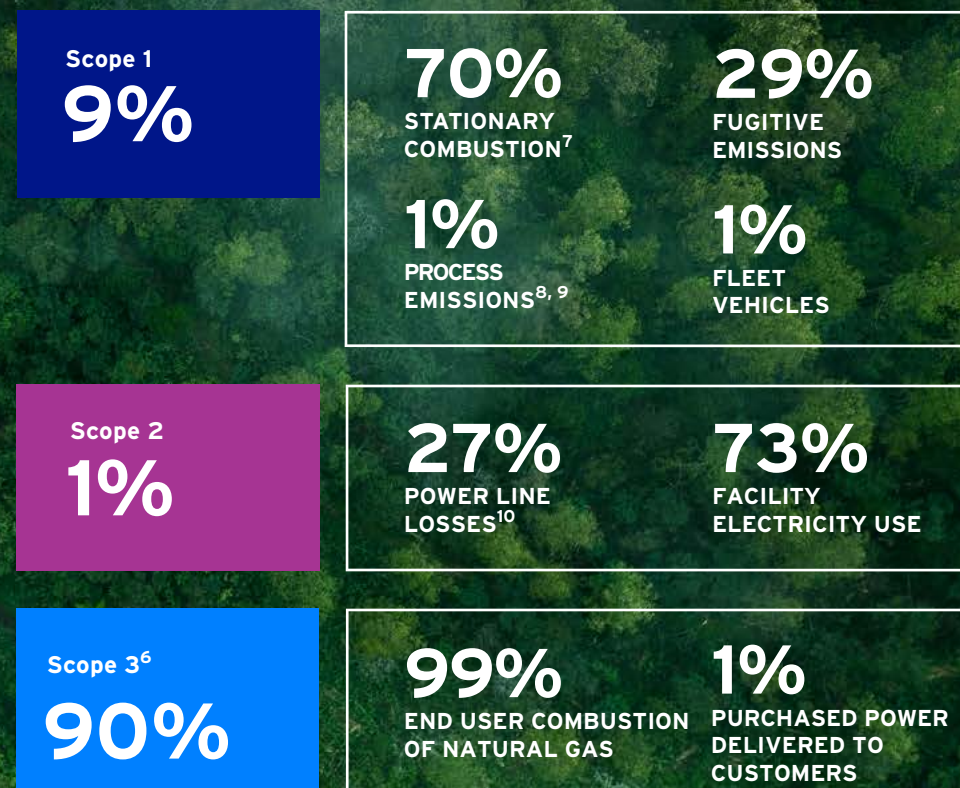 Scope 1
9%
70%
STATIONARY
COMBUSTION7
29%
FUGITIVE
EMISSIONS
1%
PROCESS
EMISSIONS8, 9
1%
FLEET
VEHICLES
Scope 2
1%
27%
POWER LINE
LOSSES10
73%
FACILITY
ELECTRICITY USE
Scope 36
90%
99%
END USER COMBUSTION
OF NATURAL GAS
1%
PURCHASED POWER
DELIVERED TO
CUSTOMERS